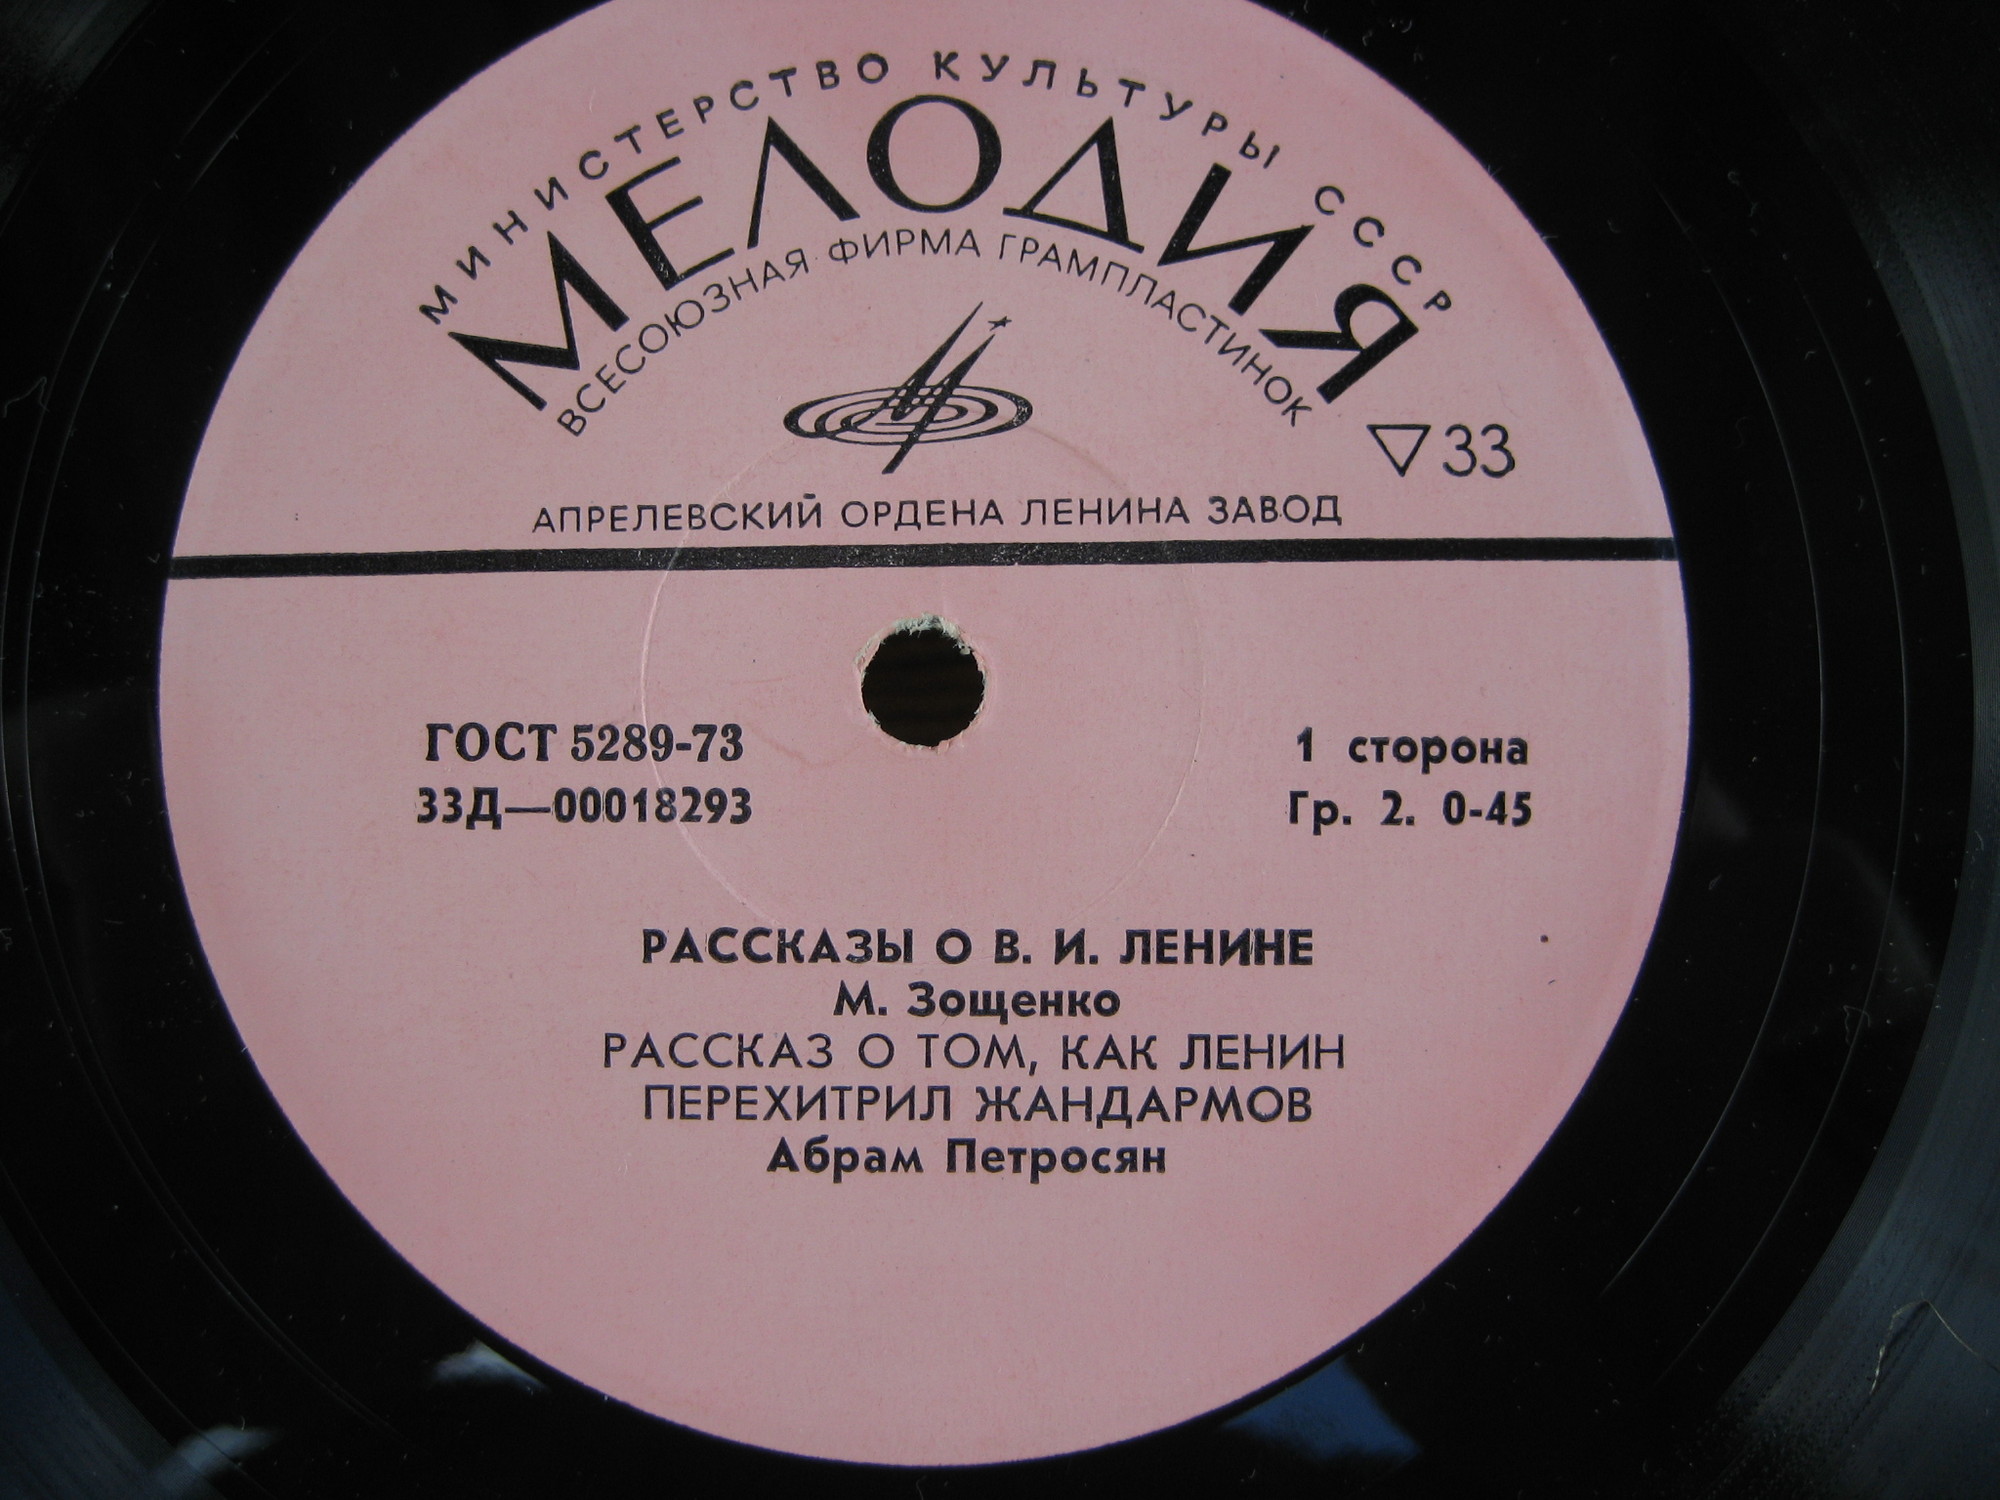 МИНИСТЕРСТВО КУЛЬТУРЫ СССР
МЕЛОДИЯ
ВСЕСОЮЗНАЯ ФИРМА ГРАМПЛАСТИНОК
33
АПРЕЛЕВСКИЙ ОРДЕНА ЛЕНИНА ЗАВОД
ГОСТ 5289-73
1 сторона
33Д—00018293
Гр. 2. 0-45
РАССКАЗЫ О В. И. ЛЕНИНЕ
М. Зощенко
РАССКАЗ О ТОМ, КАК ЛЕНИН
ПЕРЕХИТРИЛ ЖАНДАРМОВ
Абрам Петросян